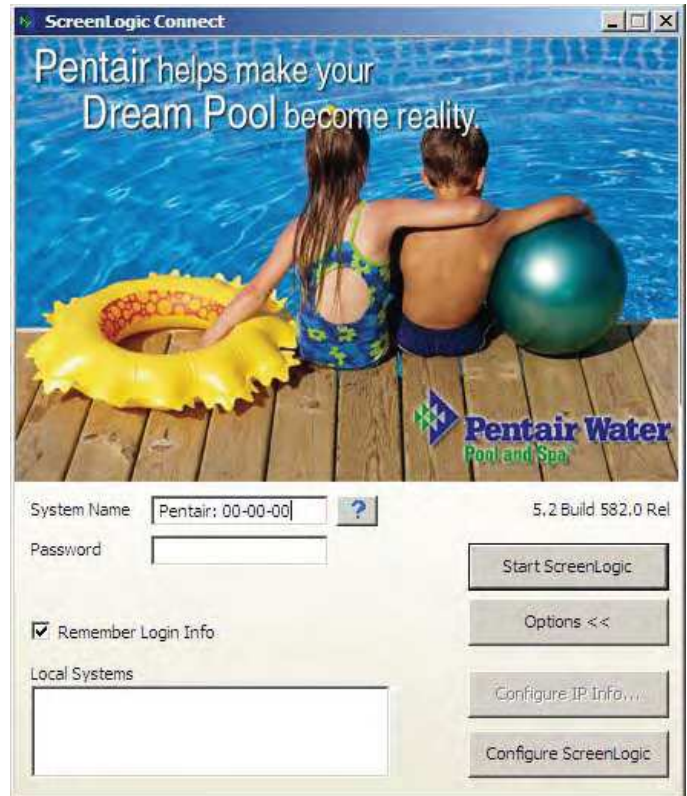 ScreenLogic Connect
Pentair helps make your
Dream Pool become reality.
Pentair Water
Pool and Spa
System Name
Pentair: 00-00-00
?
5.2 Build 582.0 Rel
Password
Start ScreenLogic
Remember Login Info
Options <<
Local Systems
Configure IP Info...
Configure ScreenLogic